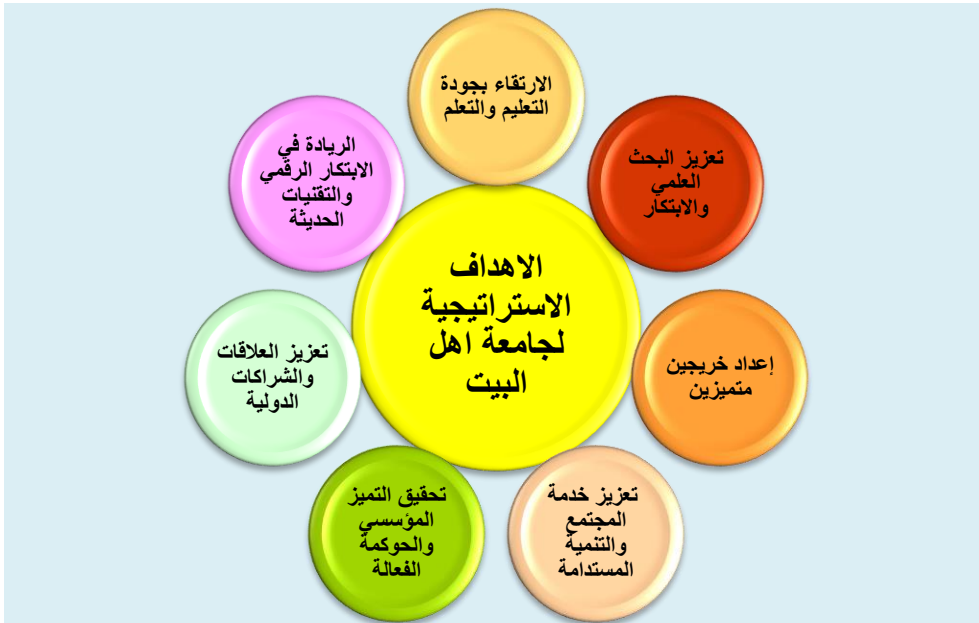 الارتقاء بجودة
التعليم والتعلم
تعزيز البحث
العلمي
والابتكار
إعداد خريجين
متميزين
تعزيز خدمة
المجتمع
والتنمية
المستدامة
تحقيق التميز
المؤسسي
والحوكمة
الفعالة
تعزيز العلاقات
والشراكات
الدولية
الريادة في
الابتكار الرقمي
والتقنيات
الحديثة
الاهداف
الاستراتيجية
لجامعة اهل
البيت